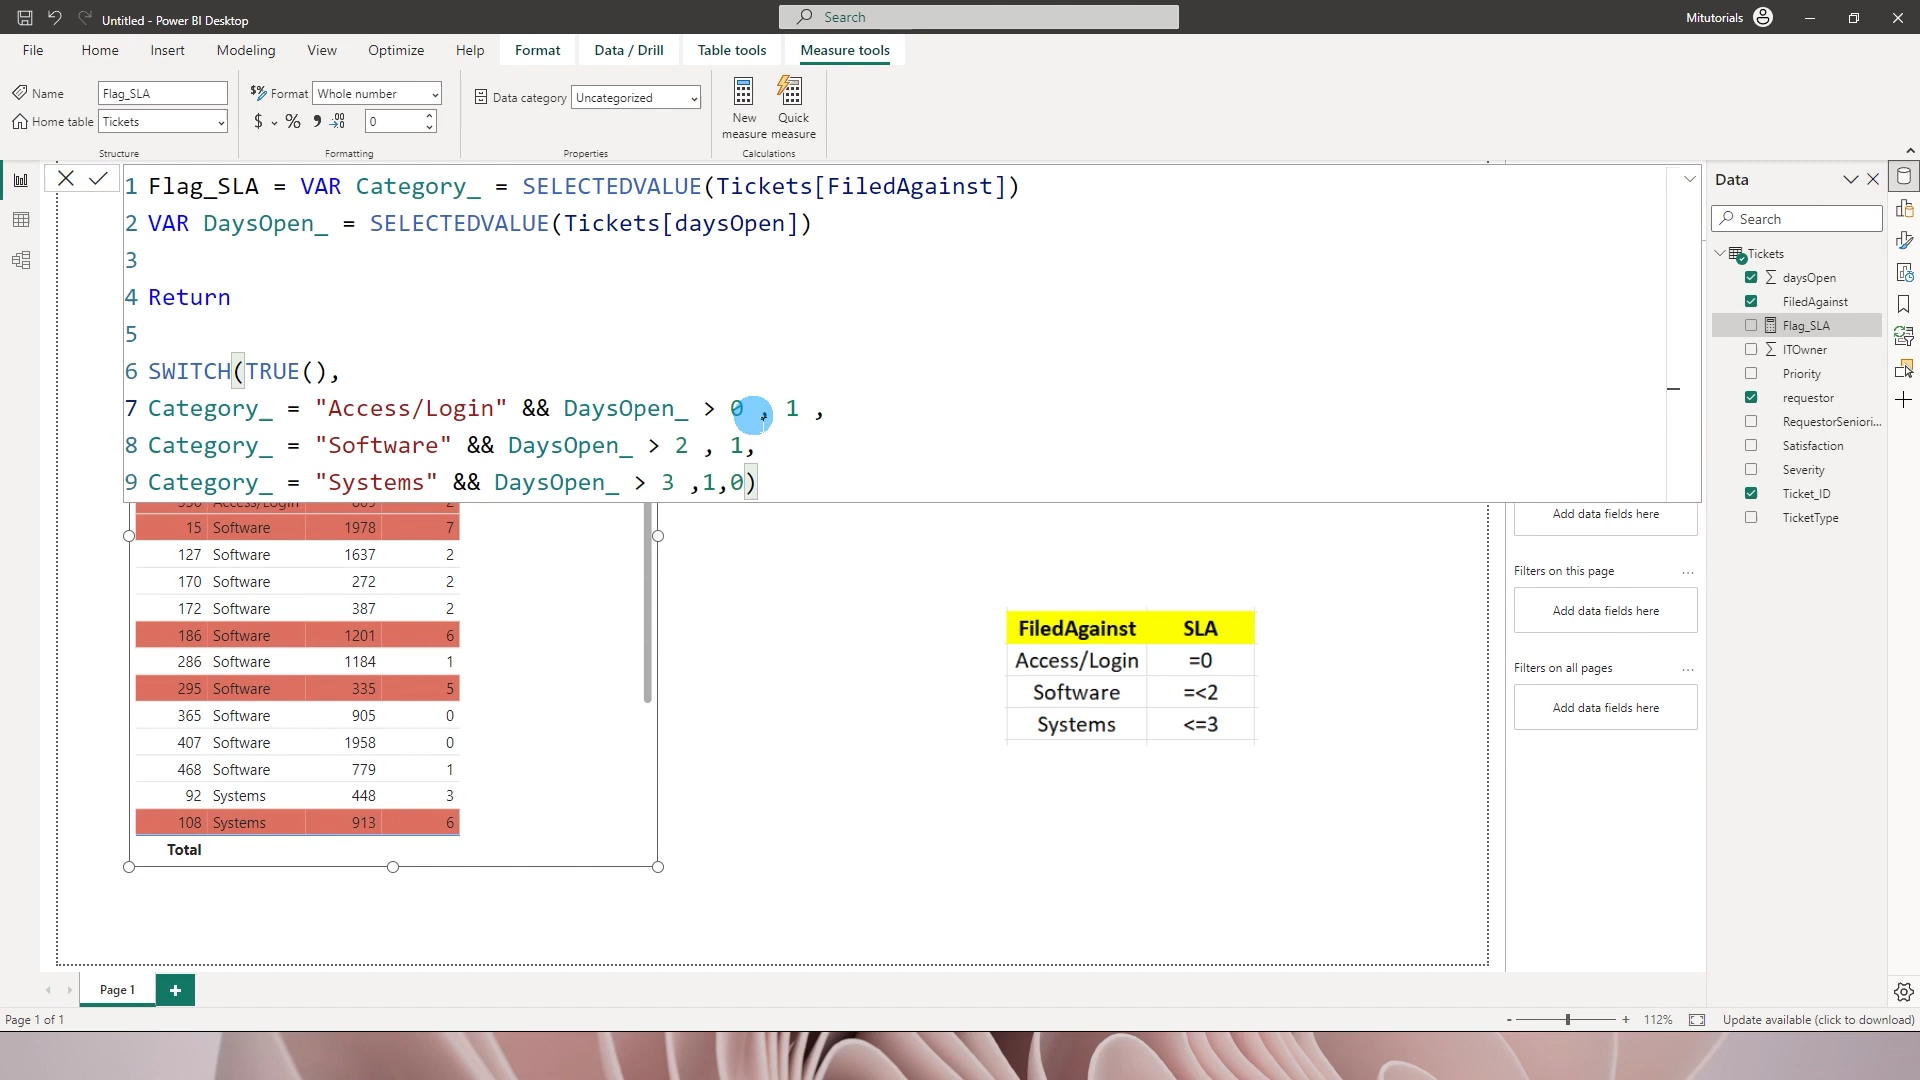 Untitled - Power BI Desktop
Search
Mitutorials
File
Home
Insert
Modeling
View
Optimize
Help
Format
Data / Drill
Table tools
Measure tools
Name
Flag_SLA
Home table
Tickets
Structure
$% Format
Whole number
$
%
0
Formatting
Data category
Uncategorized
Properties
New measure
Quick measure
Calculations
1 Flag_SLA = VAR Category_ = SELECTEDVALUE(Tickets[FiledAgainst])
2 VAR DaysOpen_ = SELECTEDVALUE(Tickets[daysOpen])
3
4 Return
5
6 SWITCH(TRUE(),
7 Category_ = "Access/Login" && DaysOpen_ > 0 , 1 ,
8 Category_ = "Software" && DaysOpen_ > 2 , 1,
9 Category_ = "Systems" && DaysOpen_ > 3 ,1,0)
15 Software 1978 7
127 Software 1637 2
170 Software 272 2
172 Software 387 2
186 Software 1201 6
286 Software 1184 1
295 Software 335 5
365 Software 905 0
407 Software 1958 0
468 Software 779 1
92 Systems 448 3
108 Systems 913 6
Total
FiledAgainst SLA
Access/Login =0
Software =<2
Systems <=3
Add data fields here
Filters on this page ...
Add data fields here
Filters on all pages ...
Add data fields here
Data
Search
Tickets
daysOpen
FiledAgainst
Flag_SLA
ITOwner
Priority
requestor
RequestorSeniori...
Satisfaction
Severity
Ticket_ID
TicketType
Page 1
+
Page 1 of 1
- + 112%
Update available (click to download)